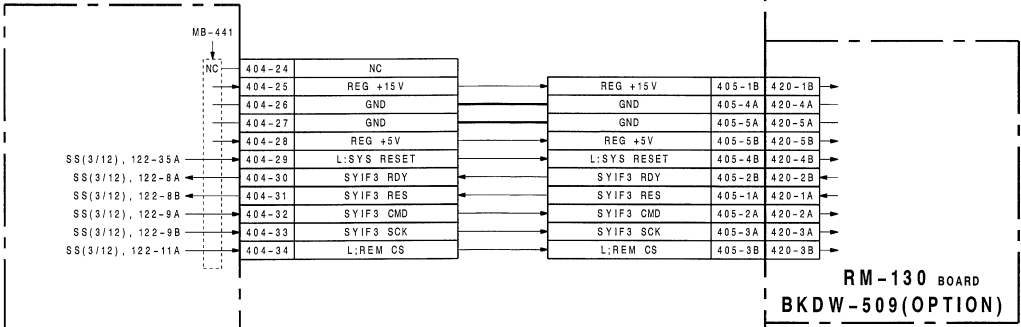 MB-441
NC 404-24 NC
404-25 REG +15V REG +15V 405-1B 420-1B
404-26 GND GND 405-4A 420-4A
404-27 GND GND 405-5A 420-5A
404-28 REG +5V REG +5V 405-5B 420-5B
SS(3/12), 122-35A 404-29 L:SYS RESET L:SYS RESET 405-4B 420-4B
SS(3/12), 122-8A 404-30 SYIF3 RDY SYIF3 RDY 405-2B 420-2B
SS(3/12), 122-8B 404-31 SYIF3 RES SYIF3 RES 405-1A 420-1A
SS(3/12), 122-9A 404-32 SYIF3 CMD SYIF3 CMD 405-2A 420-2A
SS(3/12), 122-9B 404-33 SYIF3 SCK SYIF3 SCK 405-3A 420-3A
SS(3/12), 122-11A 404-34 L;REM CS L;REM CS 405-3B 420-3B
RM-130 BOARD
BKDW-509(OPTION)